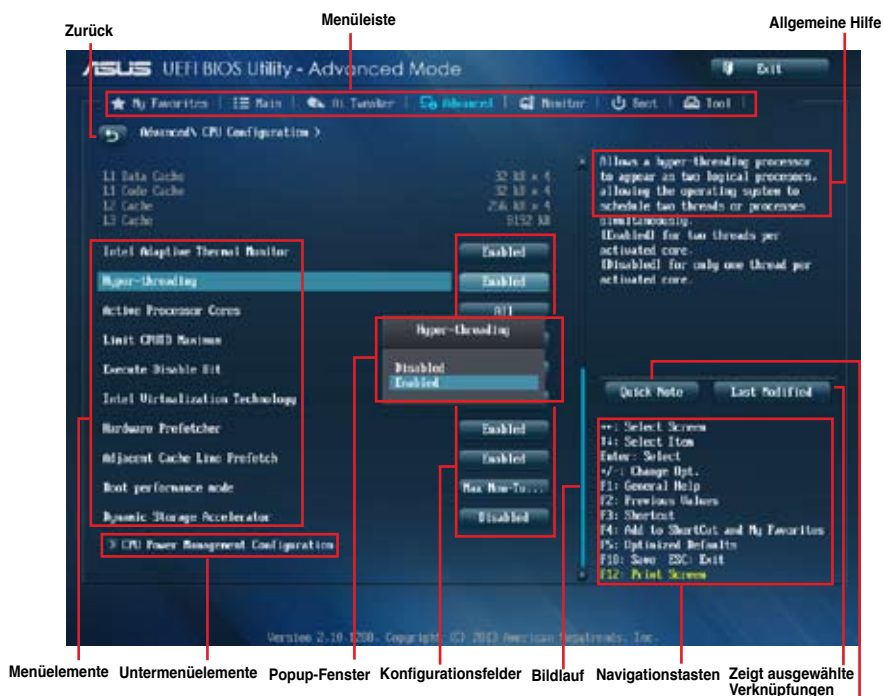 Menüleiste
Zurück
Allgemeine Hilfe
ASUS UEFI BIOS Utility - Advanced Mode
Exit
My Favorites
Main
Ai Tweaker
Advanced
Monitor
Boot
Tool
Advanced\ CPU Configuration >
L1 Data Cache 32 kB x 4
L1 Code Cache 32 kB x 4
L2 Cache 256 kB x 4
L3 Cache 8192 kB
Intel Adaptive Thermal Monitor Enabled
Hyper-threading Enabled
Active Processor Cores All
Limit CPUID Maximum
Execute Disable Bit
Intel Virtualization Technology
Hardware Prefetcher Enabled
Adjacent Cache Line Prefetch Enabled
Boot performance mode Max Non-Tu...
Dynamic Storage Accelerator Disabled
> CPU Power Management Configuration
Hyper-threading
Disabled
Enabled
Allows a hyper-threading processor
to appear as two logical processors,
allowing the operating system to
schedule two threads or processes
simultaneously.
[Enabled] for two threads per
activated core.
[Disabled] for only one thread per
activated core.
Quick Note
Last Modified
→←: Select Screen
↑↓: Select Item
Enter: Select
+/-: Change Opt.
F1: General Help
F2: Previous Values
F3: Shortcut
F4: Add to ShortCut and My Favorites
F5: Optimized Defaults
F10: Save ESC: Exit
F12: Print Screen
Version 2.10.1208. Copyright (C) 2013 American Megatrends, Inc.
Menüelemente
Untermenüelemente
Popup-Fenster
Konfigurationsfelder
Bildlauf
Navigationstasten
Zeigt ausgewählte
Verknüpfungen